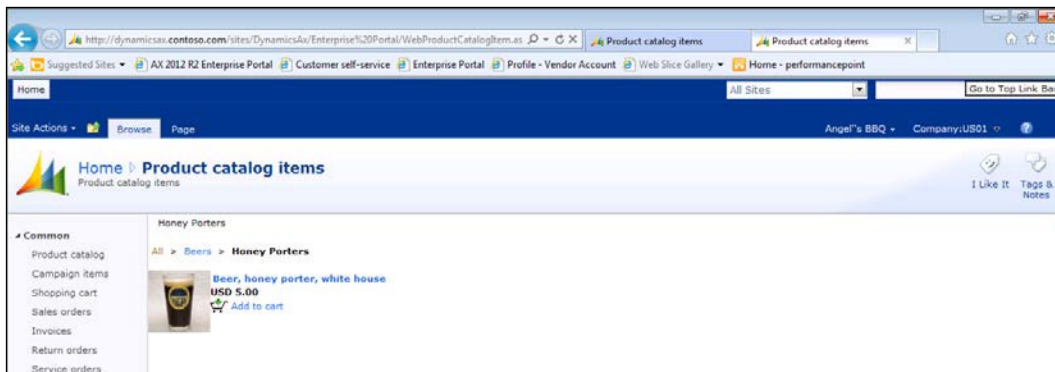 http://dynamicsax.contoso.com/sites/DynamicsAx/Enterprise%20Portal/WebProductCatalogItem.as
Product catalog items
Product catalog items
Suggested Sites
AX 2012 R2 Enterprise Portal
Customer self-service
Enterprise Portal
Profile - Vendor Account
Web Slice Gallery
Home - performancepoint
Home
All Sites
Go to Top Link Ba
Site Actions
Browse
Page
Angel"s BBQ
Company:US01
Home Product catalog items
Product catalog items
I Like It
Tags &
Notes
Honey Porters
Common
All > Beers > Honey Porters
Product catalog
Campaign items
Shopping cart
Sales orders
Invoices
Return orders
Service orders
Beer, honey porter, white house
USD 5.00
Add to cart